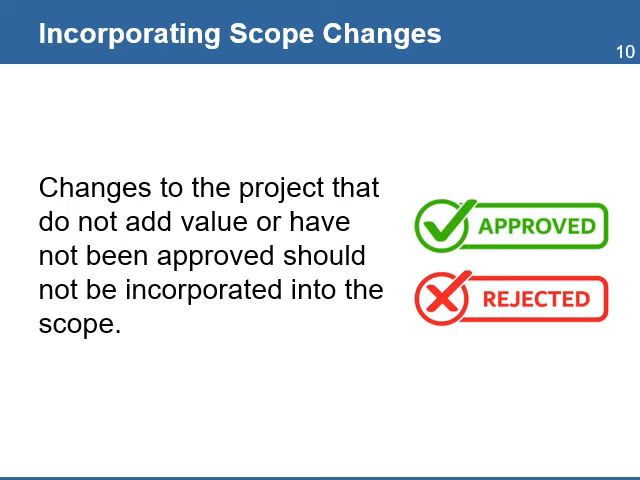 Incorporating Scope Changes
10
Changes to the project that
do not add value or have
not been approved should
not be incorporated into the
scope.
APPROVED
REJECTED